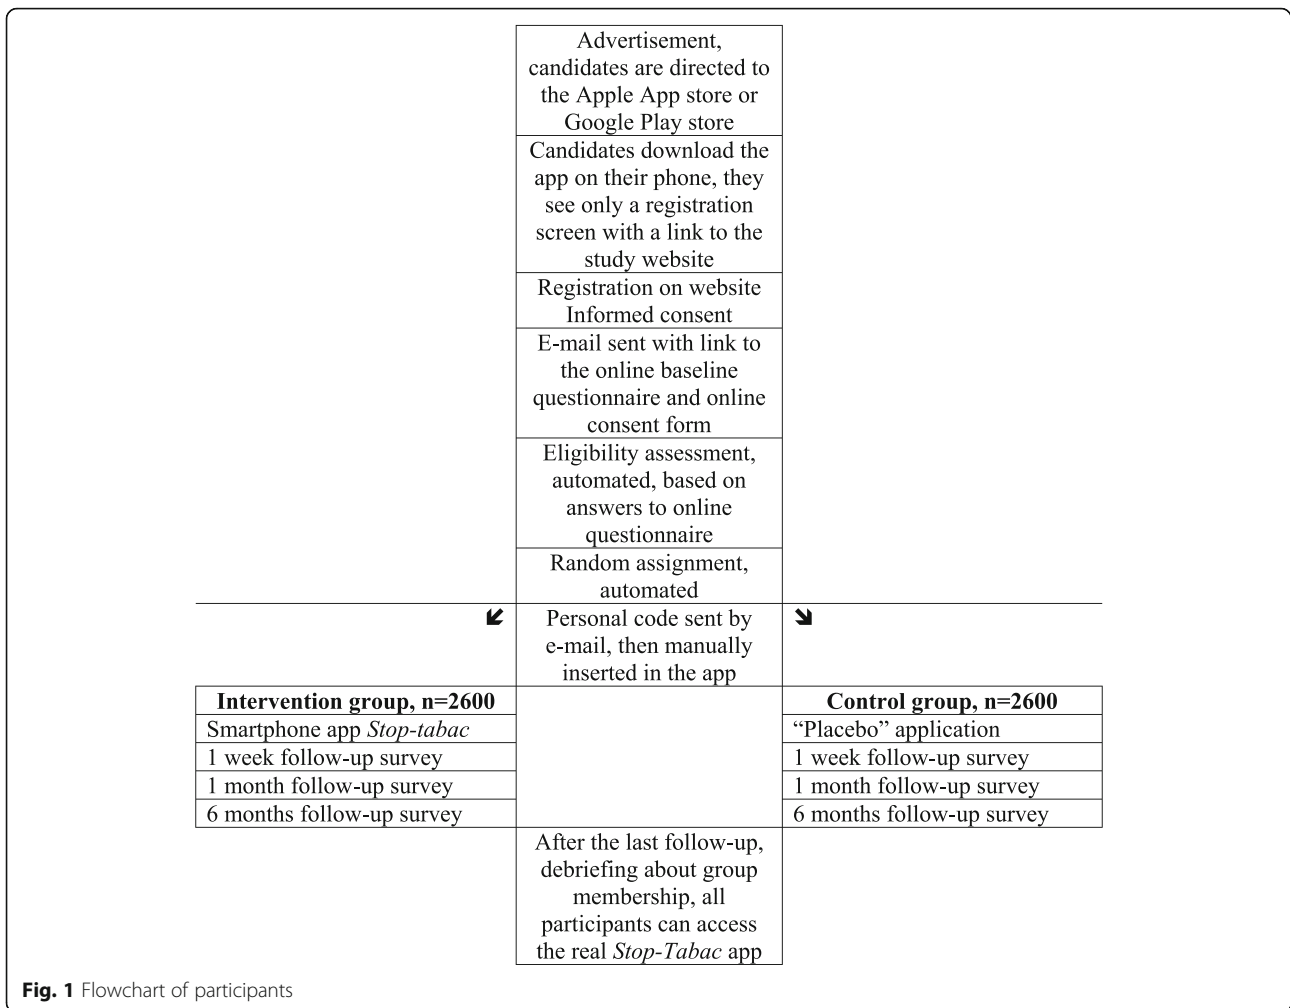 Advertisement,
candidates are directed to
the Apple App store or
Google Play store
Candidates download the
app on their phone, they
see only a registration
screen with a link to the
study website
Registration on website
Informed consent
E-mail sent with link to
the online baseline
questionnaire and online
consent form
Eligibility assessment,
automated, based on
answers to online
questionnaire
Random assignment,
automated
Personal code sent by
e-mail, then manually
inserted in the app
Intervention group, n=2600
Smartphone app Stop-tabac
1 week follow-up survey
1 month follow-up survey
6 months follow-up survey
Control group, n=2600
“Placebo” application
1 week follow-up survey
1 month follow-up survey
6 months follow-up survey
After the last follow-up,
debriefing about group
membership, all
participants can access
the real Stop-Tabac app
Fig. 1 Flowchart of participants